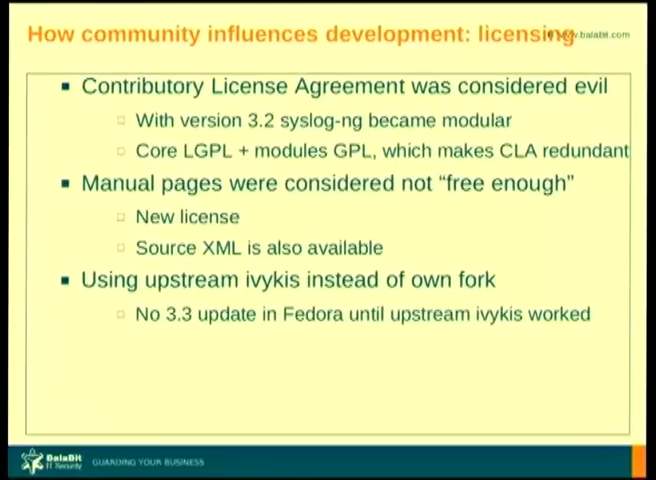 How community influences development: licensing
www.balabit.com
Contributory License Agreement was considered evil
With version 3.2 syslog-ng became modular
Core LGPL + modules GPL, which makes CLA redundant
Manual pages were considered not “free enough”
New license
Source XML is also available
Using upstream ivykis instead of own fork
No 3.3 update in Fedora until upstream ivykis worked
BalaBit
IT Security
GUARDING YOUR BUSINESS